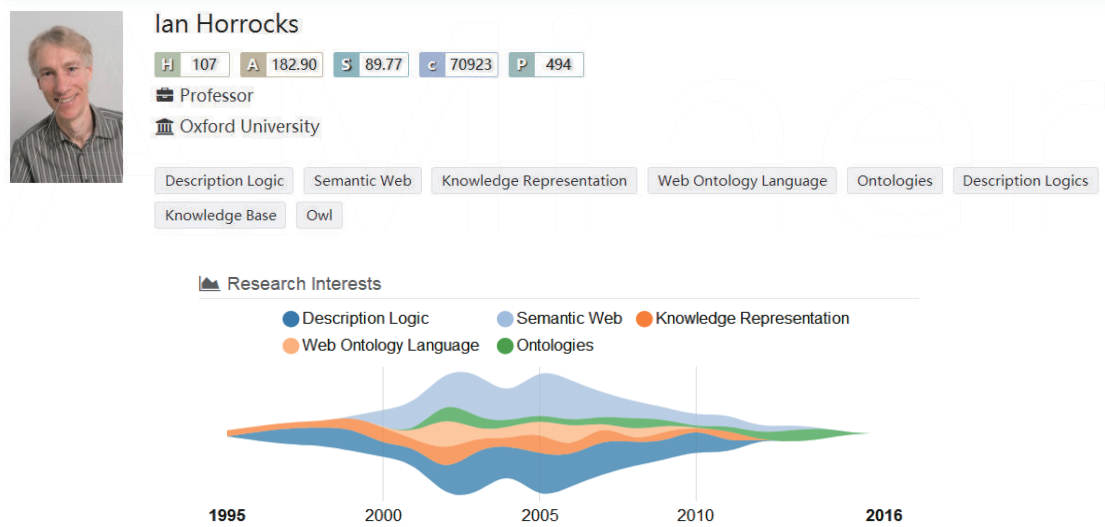 Ian Horrocks
H 107 A 182.90 S 89.77 c 70923 P 494
Professor
Oxford University
Description Logic Semantic Web Knowledge Representation Web Ontology Language Ontologies Description Logics
Knowledge Base Owl
Research Interests
Description Logic Semantic Web Knowledge Representation
Web Ontology Language Ontologies
1995 2000 2005 2010 2016